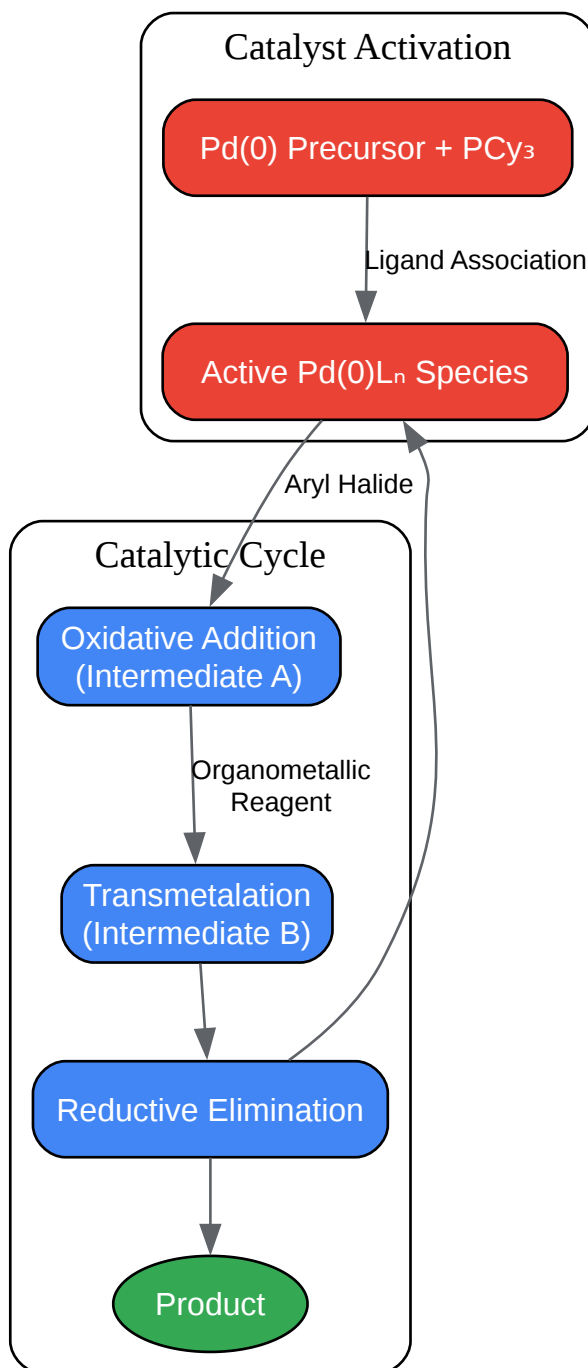 Catalyst Activation
Pd(0) Precursor + PCy₃
Ligand Association
Active Pd(0)Lₙ Species
Aryl Halide
Catalytic Cycle
Oxidative Addition
(Intermediate A)
Organometallic
Reagent
Transmetalation
(Intermediate B)
Reductive Elimination
Product